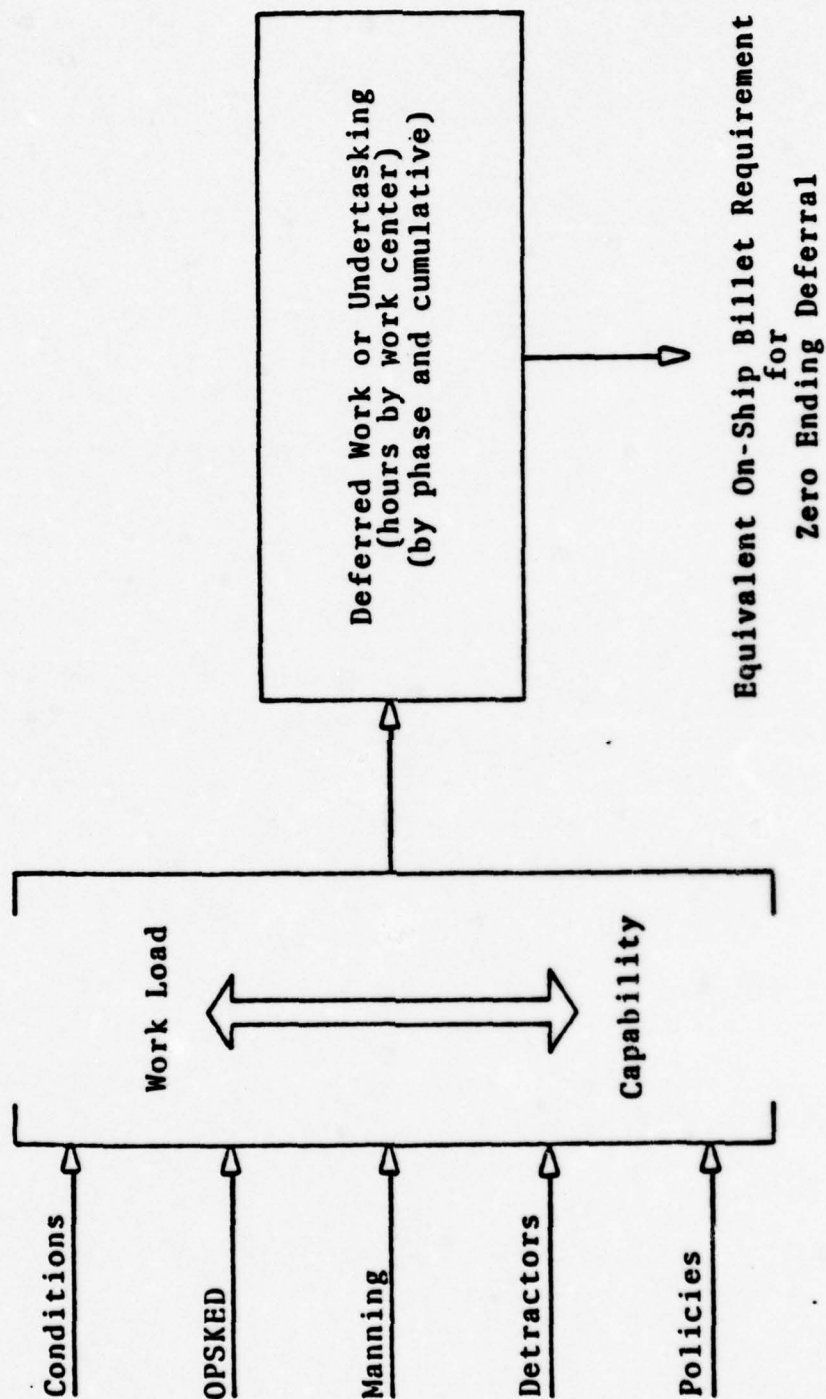 Conditions
OPSKED
Manning
Detractors
Policies
Work Load
Capability
Deferred Work or Undertasking
(hours by work center)
(by phase and cumulative)
Equivalent On-Ship Billet Requirement
for
Zero Ending Deferral